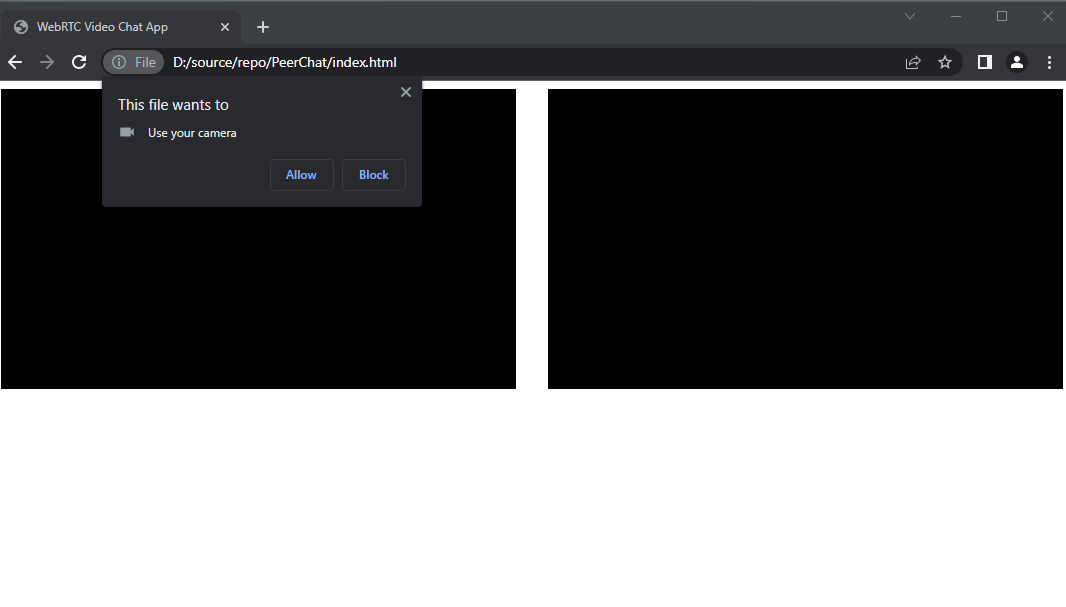 WebRTC Video Chat App
File D:/source/repo/PeerChat/index.html
This file wants to
Use your camera
Allow Block